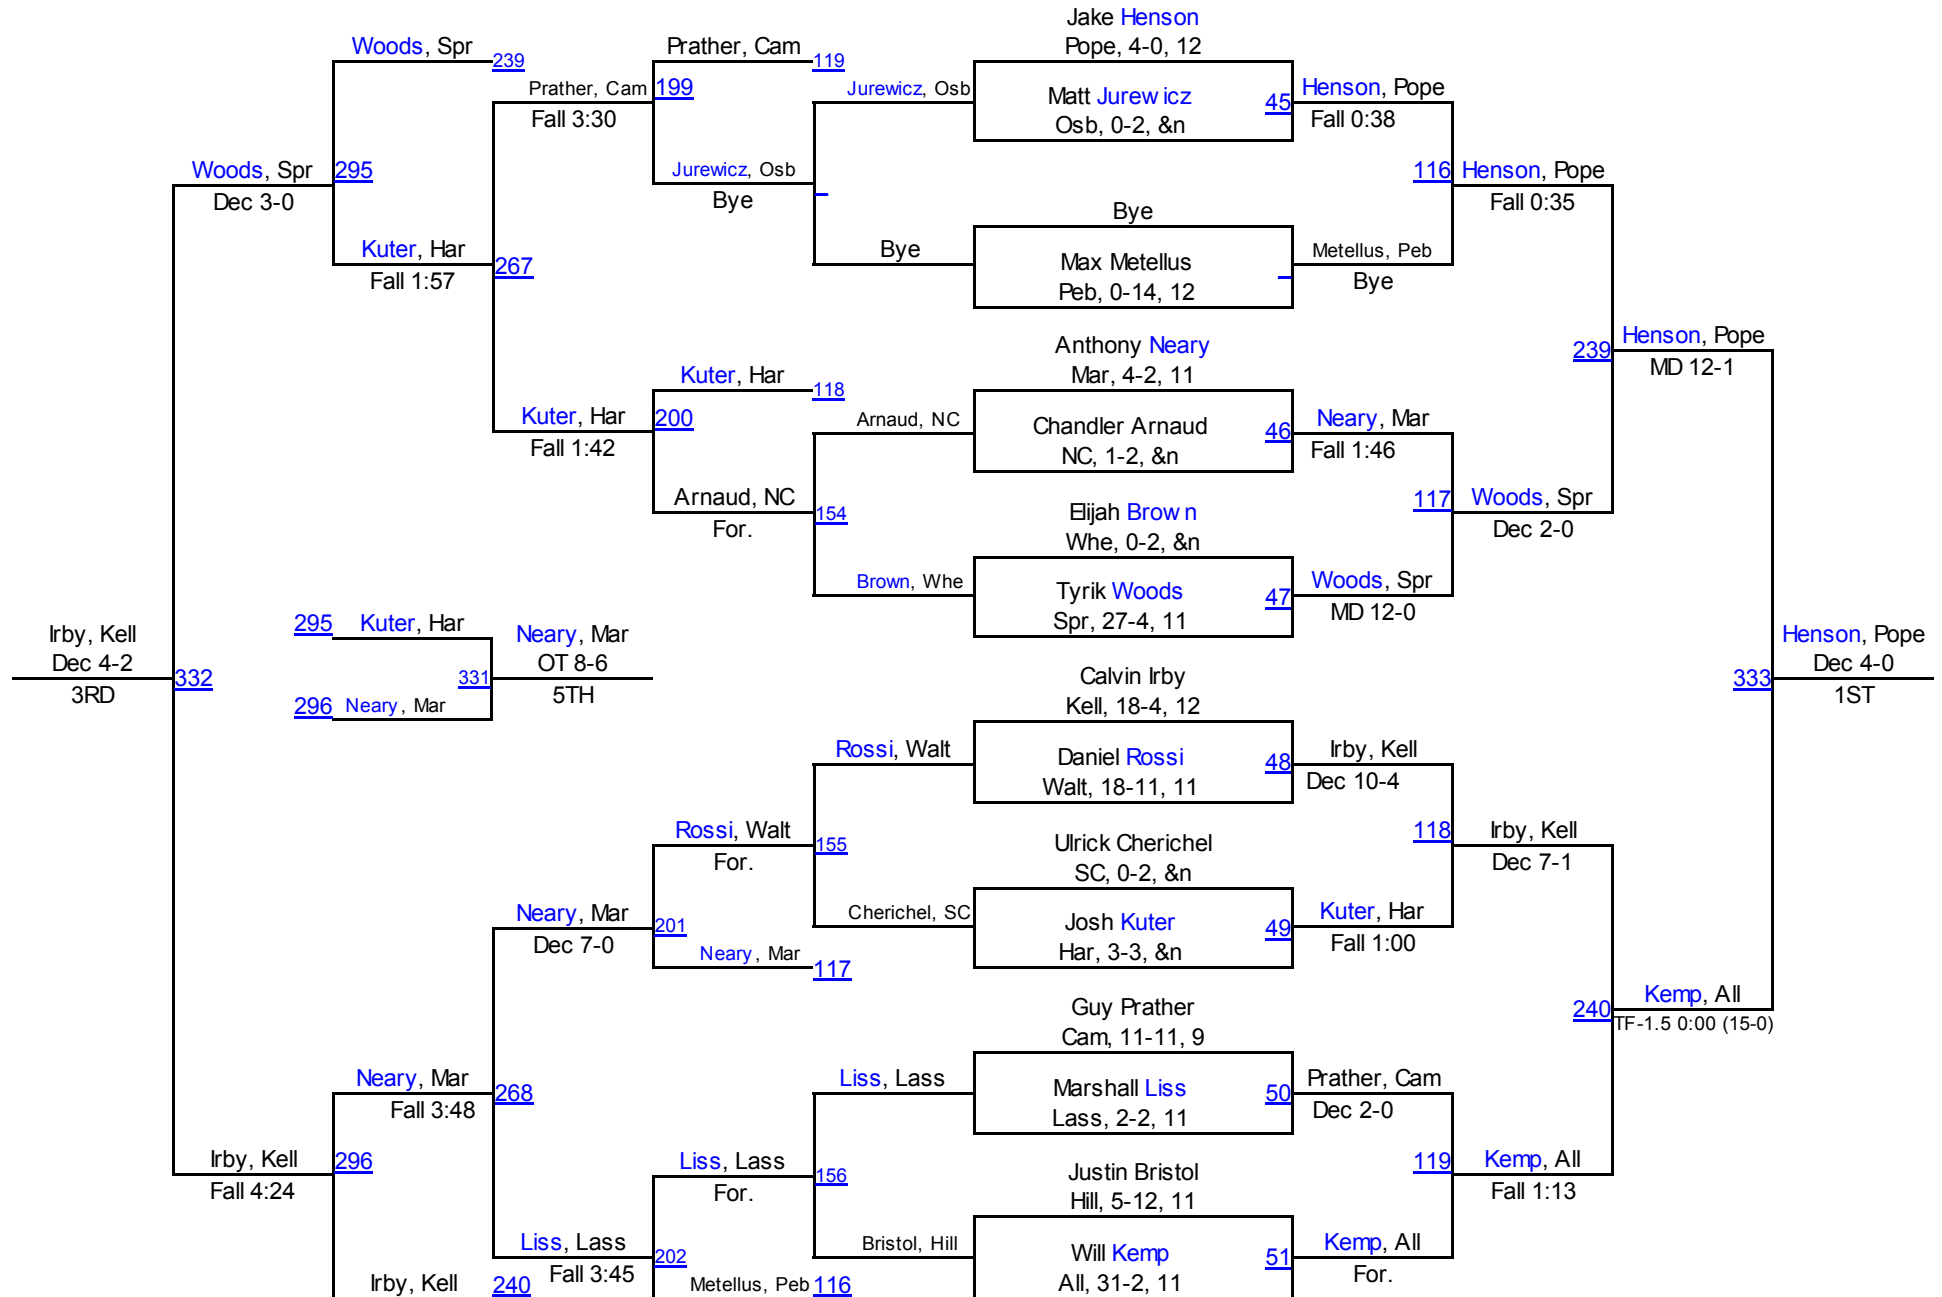 Jake Henson
Woods, Spr
Prather, Cam
Pope, 4-0, 12
239
119
Prather, Cam
199
Jurewicz, Osb
Matt Jurewicz
45
Henson, Pope
Fall 3:30
Osb, 0-2, &n
Fall 0:38
Woods, Spr
295
Jurewicz, Osb
116
Henson, Pope
Dec 3-0
Bye
Fall 0:35
Bye
Kuter, Har
267
Bye
Max Metellus
Metellus, Peb
Fall 1:57
Peb, 0-14, 12
Bye
Anthony Neary
239
Henson, Pope
Kuter, Har
118
Mar, 4-2, 11
MD 12-1
Kuter, Har
200
Arnaud, NC
Chandler Arnaud
46
Neary, Mar
Fall 1:42
NC, 1-2, &n
Fall 1:46
Arnaud, NC
154
Elijah Brown
117
Woods, Spr
For.
Whe, 0-2, &n
Dec 2-0
Brown, Whe
Tyrik Woods
47
Woods, Spr
Spr, 27-4, 11
MD 12-0
Irby, Kell
295
Kuter, Har
Neary, Mar
Henson, Pope
Dec 4-2
OT 8-6
Dec 4-0
3RD
332
331
5TH
333
1ST
296
Neary, Mar
Calvin Irby
Kell, 18-4, 12
Rossi, Walt
Daniel Rossi
48
Irby, Kell
Walt, 18-11, 11
Dec 10-4
Rossi, Walt
155
Ulrick Cherichel
118
Irby, Kell
For.
SC, 0-2, &n
Dec 7-1
Neary, Mar
201
Cherichel, SC
Josh Kuter
49
Kuter, Har
Dec 7-0
Neary, Mar
117
Har, 3-3, &n
Fall 1:00
Guy Prather
240
Kemp, All
Cam, 11-11, 9
TF-1.5 0:00 (15-0)
Neary, Mar
268
Liss, Lass
Marshall Liss
50
Prather, Cam
Fall 3:48
Lass, 2-2, 11
Dec 2-0
Irby, Kell
296
Liss, Lass
156
Justin Bristol
119
Kemp, All
Fall 4:24
For.
Hill, 5-12, 11
Fall 1:13
Liss, Lass
202
Bristol, Hill
Will Kemp
51
Kemp, All
Irby, Kell
240
Fall 3:45
Metellus, Peb
116
All, 31-2, 11
For.